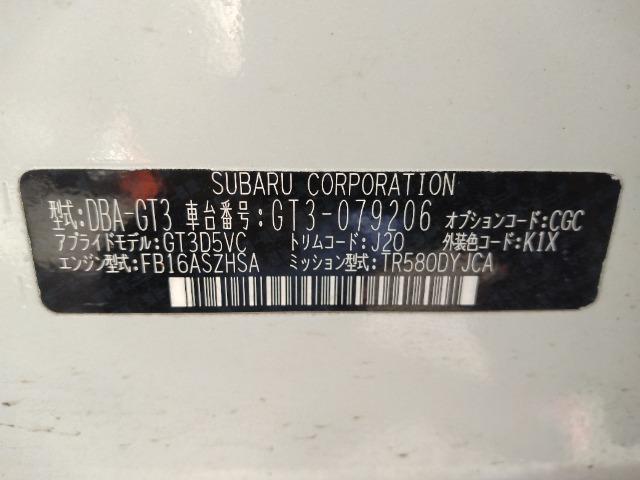 SUBARU CORPORATION
型式:DBA-GT3 車台番号:GT3-079206 オプションコード:CGC
アプライドモデル:GT3D5VC トリムコード:J20 外装色コード:K1X
エンジン型式:FB16ASZHSA ミッション型式:TR580DYJCA